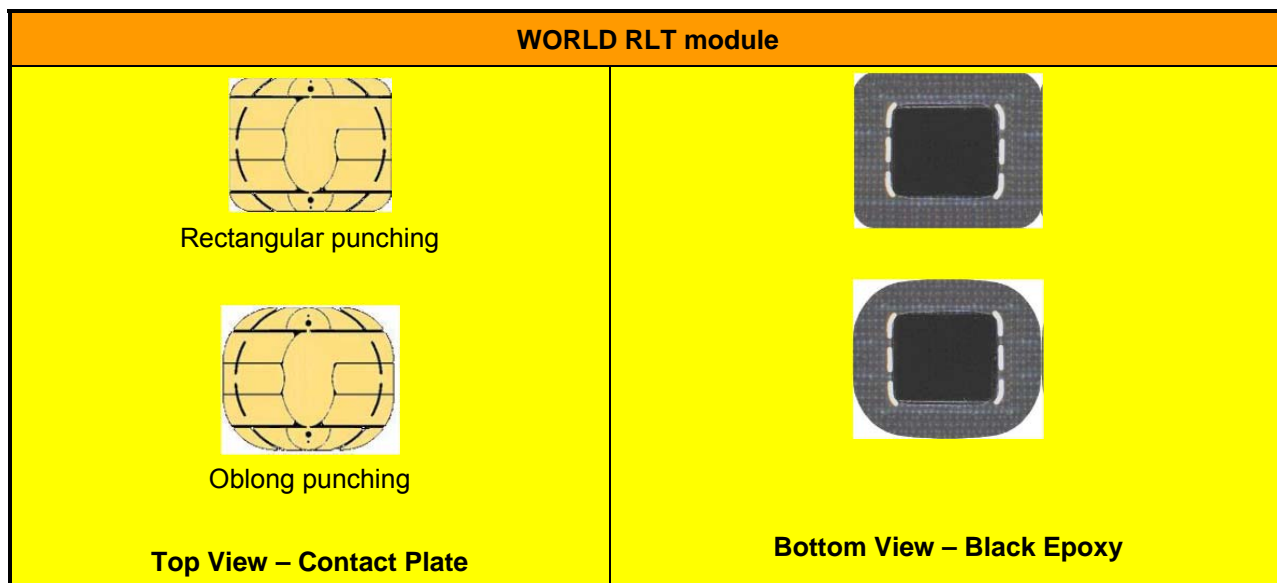 WORLD RLT module
Rectangular punching
Oblong punching
Top View – Contact Plate
Bottom View – Black Epoxy